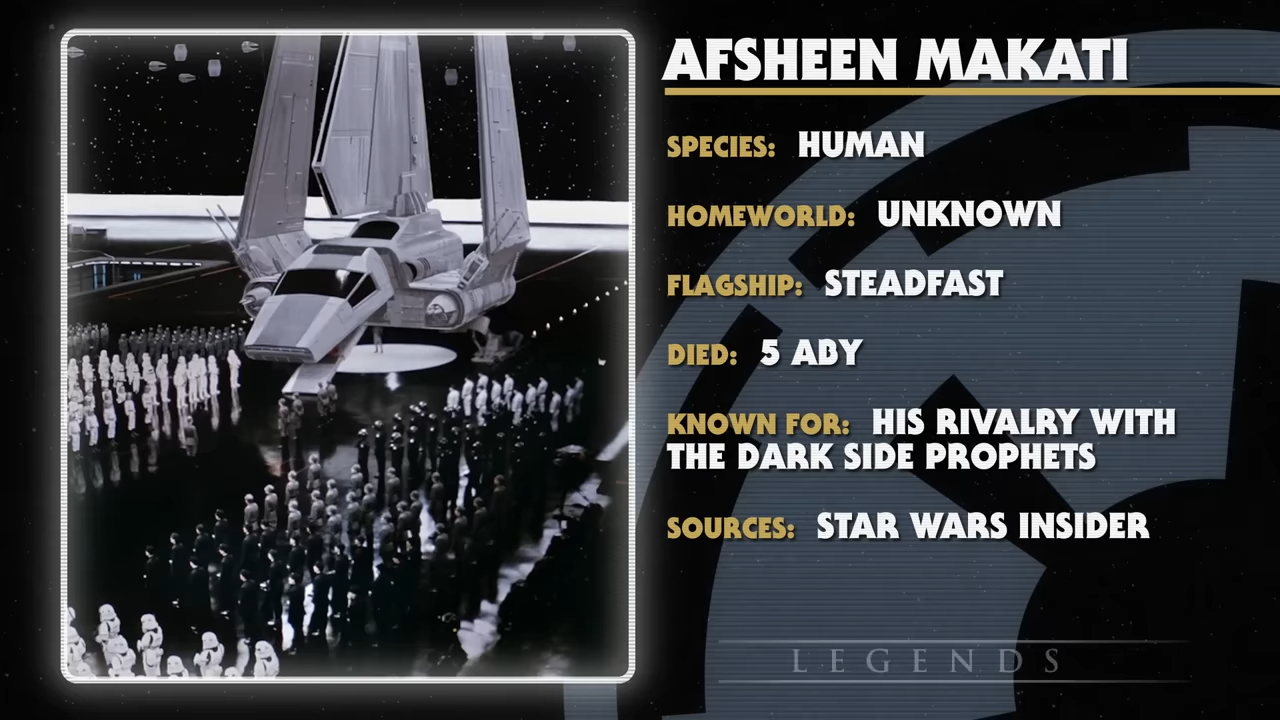 AFSHEEN MAKATI
SPECIES: HUMAN
HOMEWORLD: UNKNOWN
FLAGSHIP: STEADFAST
DIED: 5 ABY
KNOWN FOR: HIS RIVALRY WITH
THE DARK SIDE PROPHETS
SOURCES: STAR WARS INSIDER
LEGENDS